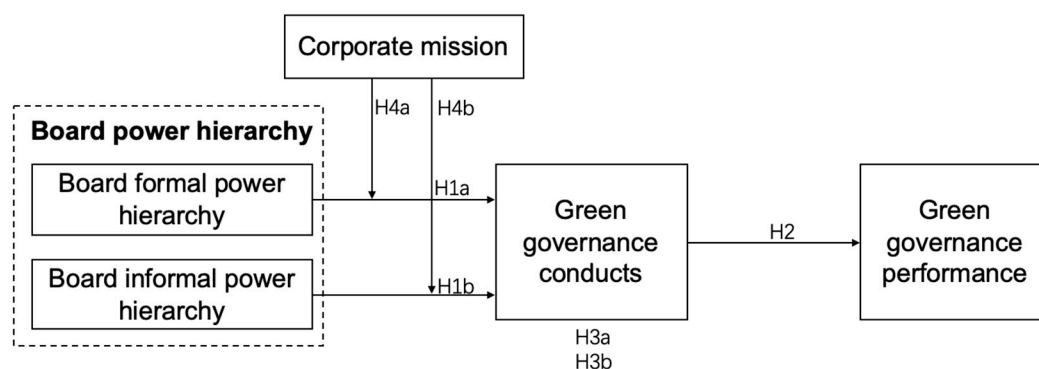 Corporate mission
H4a
H4b
Board power hierarchy
Board formal power
hierarchy
H1a
Board informal power
hierarchy
H1b
Green
governance
conducts
H3a
H3b
H2
Green
governance
performance